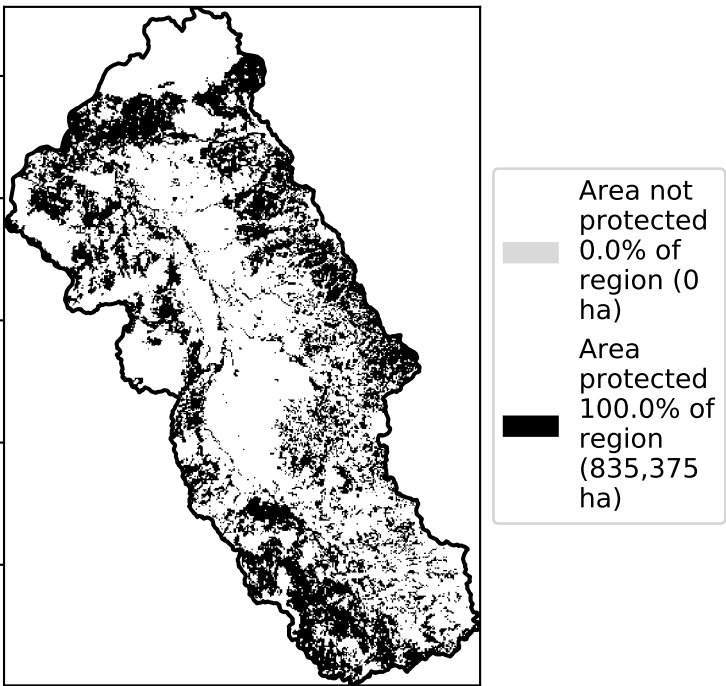 Area not
protected
0.0% of
region (0
ha)
Area
protected
100.0% of
region
(835,375
ha)